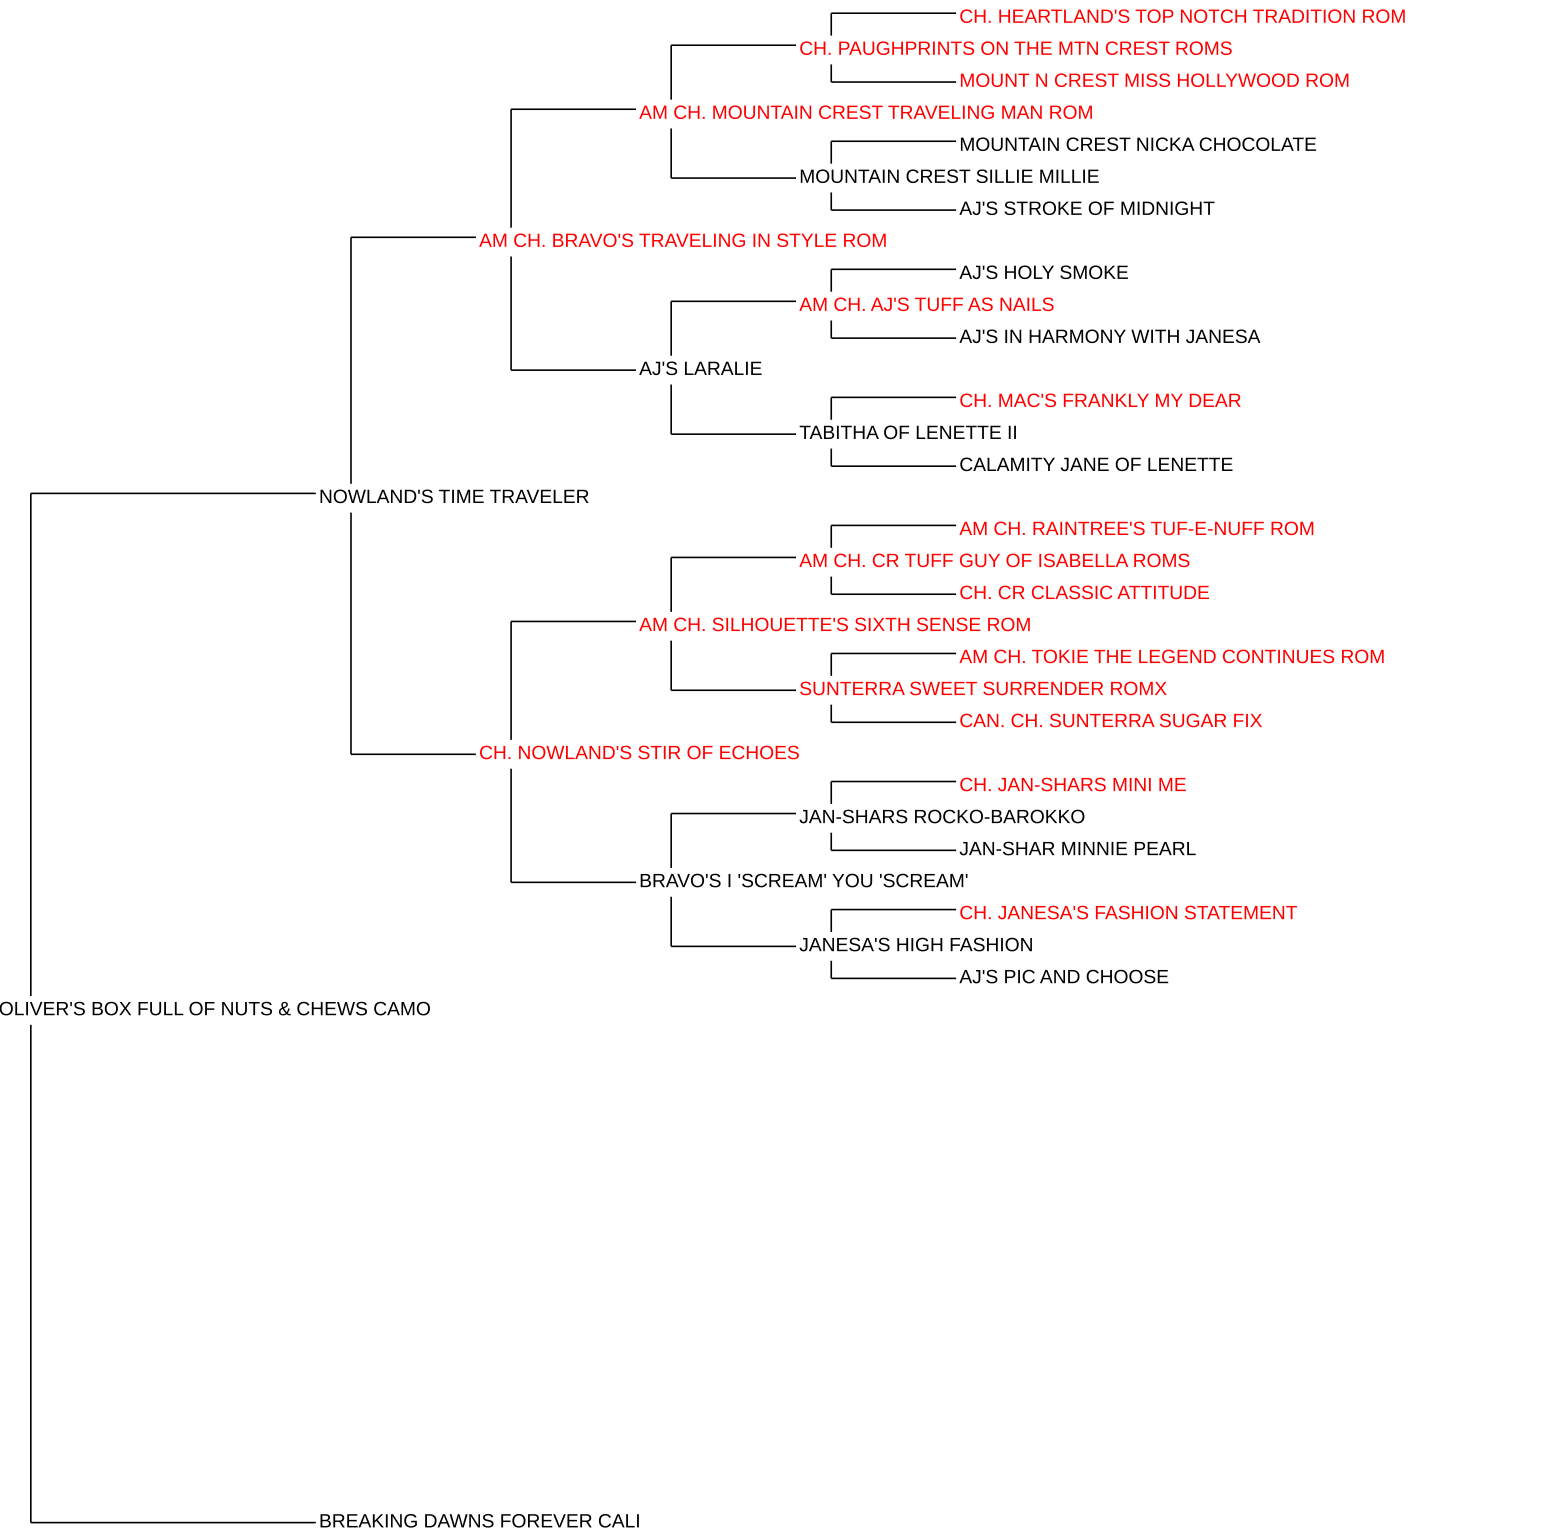 CH. HEARTLAND'S TOP NOTCH TRADITION ROM
CH. PAUGHPRINTS ON THE MTN CREST ROMS
MOUNT N CREST MISS HOLLYWOOD ROM
AM CH. MOUNTAIN CREST TRAVELING MAN ROM
MOUNTAIN CREST NICKA CHOCOLATE
MOUNTAIN CREST SILLIE MILLIE
AJ'S STROKE OF MIDNIGHT
AM CH. BRAVO'S TRAVELING IN STYLE ROM
AJ'S HOLY SMOKE
AM CH. AJ'S TUFF AS NAILS
AJ'S IN HARMONY WITH JANESA
AJ'S LARALIE
CH. MAC'S FRANKLY MY DEAR
TABITHA OF LENETTE II
CALAMITY JANE OF LENETTE
NOWLAND'S TIME TRAVELER
AM CH. RAINTREE'S TUF-E-NUFF ROM
AM CH. CR TUFF GUY OF ISABELLA ROMS
CH. CR CLASSIC ATTITUDE
AM CH. SILHOUETTE'S SIXTH SENSE ROM
AM CH. TOKIE THE LEGEND CONTINUES ROM
SUNTERRA SWEET SURRENDER ROMX
CAN. CH. SUNTERRA SUGAR FIX
CH. NOWLAND'S STIR OF ECHOES
CH. JAN-SHARS MINI ME
JAN-SHARS ROCKO-BAROKKO
JAN-SHAR MINNIE PEARL
BRAVO'S I 'SCREAM' YOU 'SCREAM'
CH. JANESA'S FASHION STATEMENT
JANESA'S HIGH FASHION
AJ'S PIC AND CHOOSE
OLIVER'S BOX FULL OF NUTS & CHEWS CAMO
BREAKING DAWNS FOREVER CALI